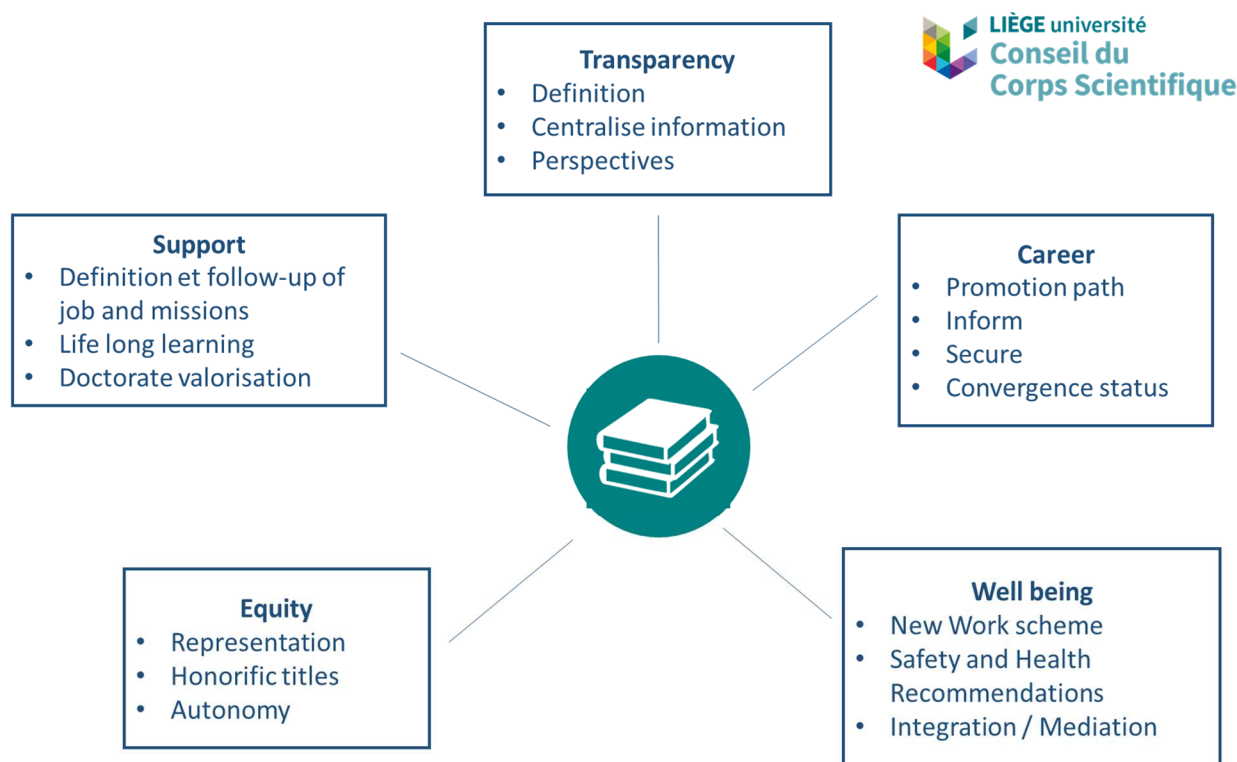 LIÈGE université
Conseil du
Corps Scientifique
Transparency
• Definition
• Centralise information
• Perspectives
Support
• Definition et follow-up of
job and missions
• Life long learning
• Doctorate valorisation
Career
• Promotion path
• Inform
• Secure
• Convergence status
Equity
• Representation
• Honorific titles
• Autonomy
Well being
• New Work scheme
• Safety and Health
Recommendations
• Integration / Mediation